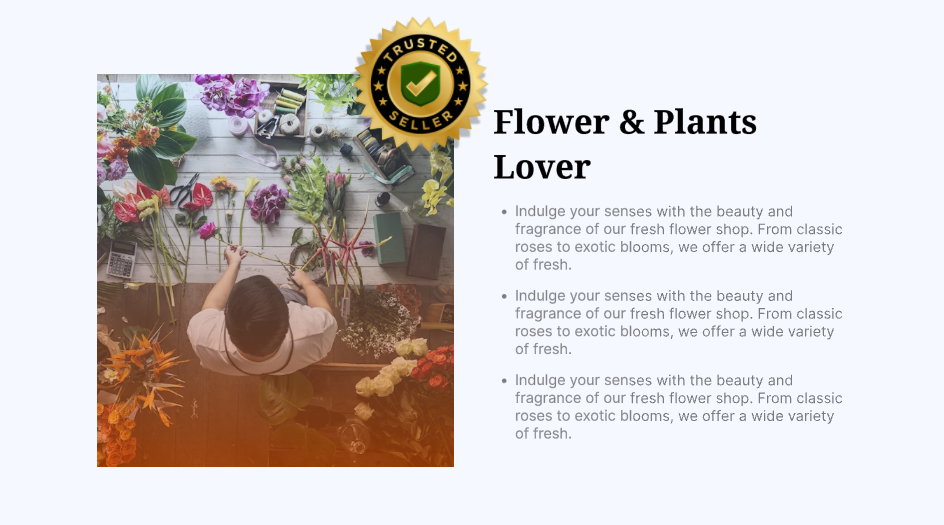 TRUSTED
SELLER
Flower & Plants
Lover
• Indulge your senses with the beauty and
fragrance of our fresh flower shop. From classic
roses to exotic blooms, we offer a wide variety
of fresh.
• Indulge your senses with the beauty and
fragrance of our fresh flower shop. From classic
roses to exotic blooms, we offer a wide variety
of fresh.
• Indulge your senses with the beauty and
fragrance of our fresh flower shop. From classic
roses to exotic blooms, we offer a wide variety
of fresh.